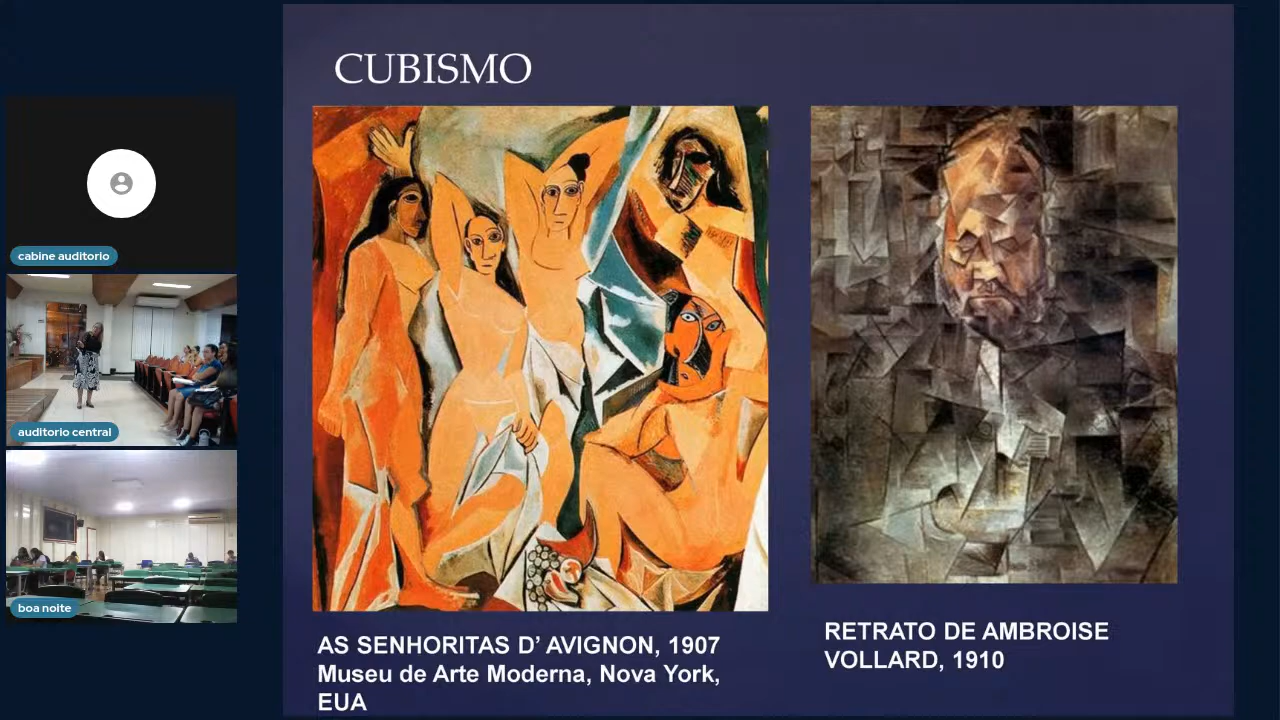 CUBISMO
cabine auditorio
auditorio central
boa noite
AS SENHORITAS D’ AVIGNON, 1907
Museu de Arte Moderna, Nova York,
EUA
RETRATO DE AMBROISE
VOLLARD, 1910